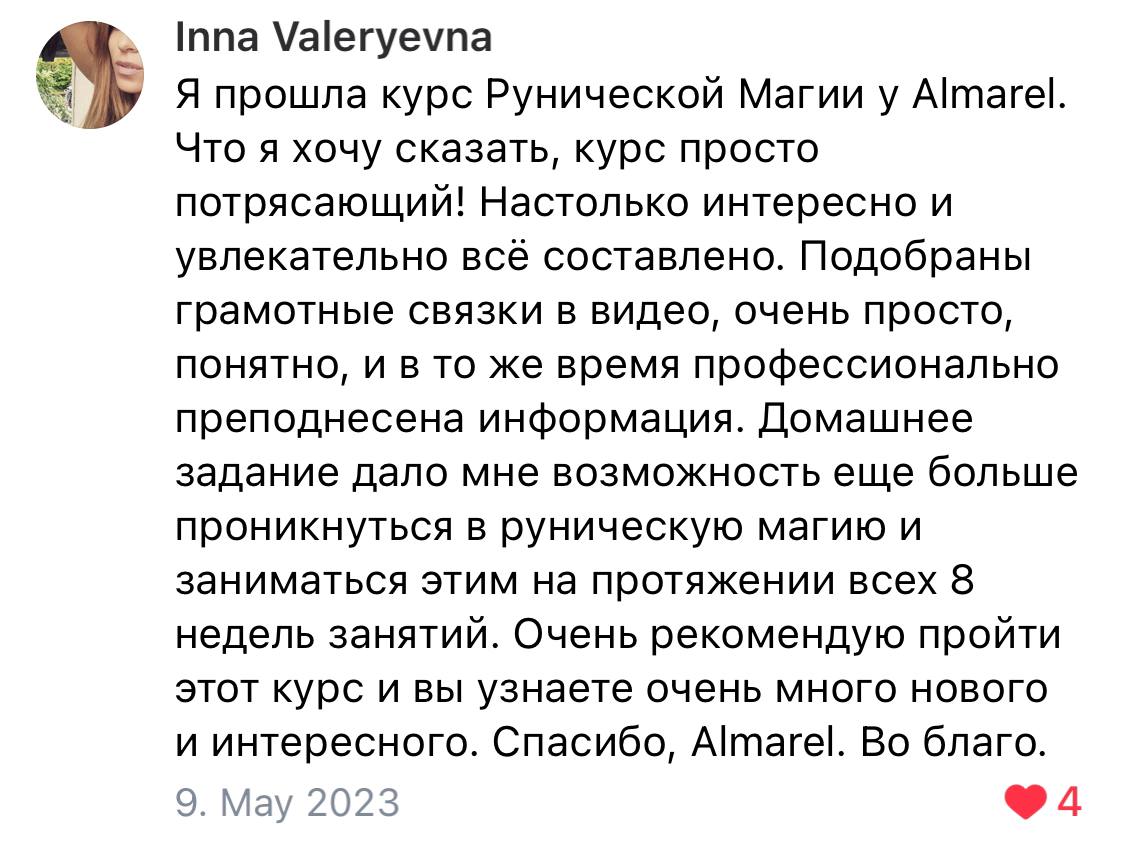 Inna Valeryevna
Я прошла курс Рунической Магии у Almarel.
Что я хочу сказать, курс просто
потрясающий! Настолько интересно и
увлекательно всё составлено. Подобраны
грамотные связки в видео, очень просто,
понятно, и в то же время профессионально
преподнесена информация. Домашнее
задание дало мне возможность еще больше
проникнуться в руническую магию и
заниматься этим на протяжении всех 8
недель занятий. Очень рекомендую пройти
этот курс и вы узнаете очень много нового
и интересного. Спасибо, Almarel. Во благо.
9. May 2023
4